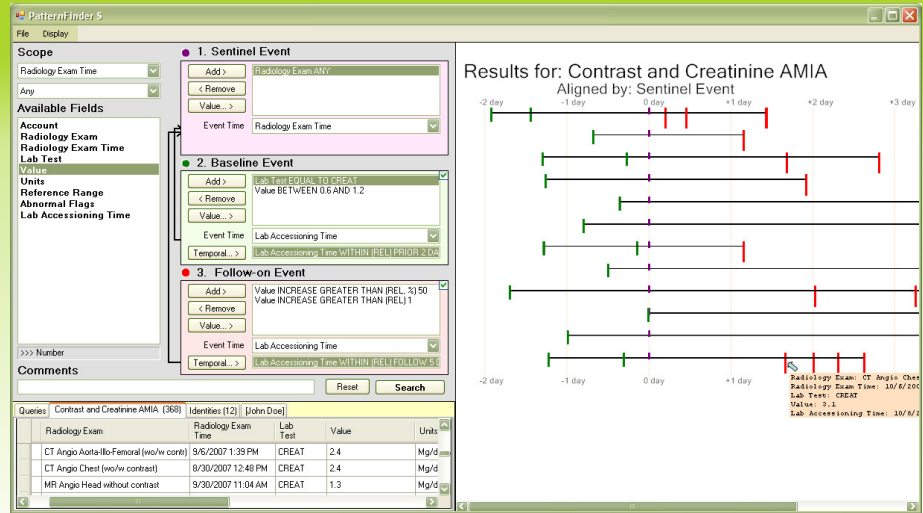 PatternFinder 5
File Display
Scope
Radiology Exam Time
Any
Available Fields
Account
Radiology Exam
Radiology Exam Time
Lab Test
Value
Units
Reference Range
Abnormal Flags
Lab Accessioning Time
>>> Number
Comments
1. Sentinel Event
Add >
Radiology Exam ANY
< Remove
Value... >
Event Time
Radiology Exam Time
2. Baseline Event
Add >
Lab Test EQUAL TO CREAT
Value BETWEEN 0.6 AND 1.2
< Remove
Value... >
Event Time
Lab Accessioning Time
Temporal... >
Lab Accessioning Time WITHIN (REL) PRIOR 2 DA
3. Follow-on Event
Add >
Value INCREASE GREATER THAN (REL, %) 50
Value INCREASE GREATER THAN (REL) 1
< Remove
Value... >
Event Time
Lab Accessioning Time
Temporal... >
Lab Accessioning Time WITHIN (REL) FOLLOW 5
Reset
Search
Queries Contrast and Creatinine AMIA (368) Identities (12) [John Doe]
Radiology Exam Radiology Exam Time Lab Test Value Units
CT Angio Aorta-Illo-Femoral (wo/w contr) 9/6/2007 1:39 PM CREAT 2.4 Mg/d
CT Angio Chest (wo/w contrast) 8/30/2007 12:48 PM CREAT 2.4 Mg/d
MR Angio Head without contrast 9/30/2007 11:04 AM CREAT 1.3 Mg/d
Results for: Contrast and Creatinine AMIA
Aligned by: Sentinel Event
-2 day -1 day 0 day +1 day +2 day +3 day
-2 day -1 day 0 day +1 day
Radiology Exam: CT Angio Ches
Radiology Exam Time: 10/6/200
Lab Test: CREAT
Value: 3.1
Lab Accessioning Time: 10/8/2